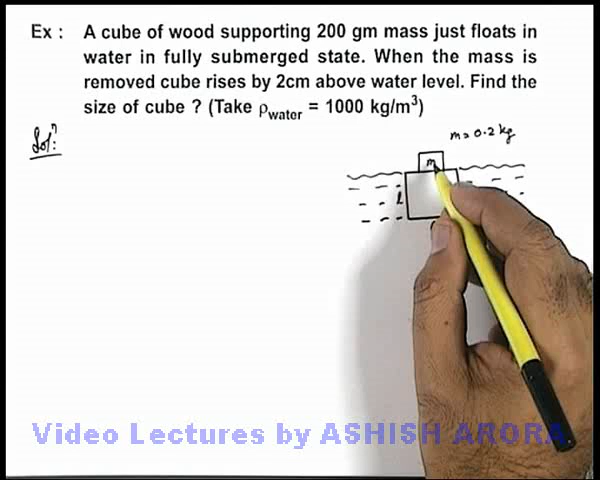 Ex : A cube of wood supporting 200 gm mass just floats in
water in fully submerged state. When the mass is
removed cube rises by 2cm above water level. Find the
size of cube ? (Take ρwater = 1000 kg/m³)
Solⁿ:
m = 0.2 kg
m
l
Video Lectures by ASHISH ARORA